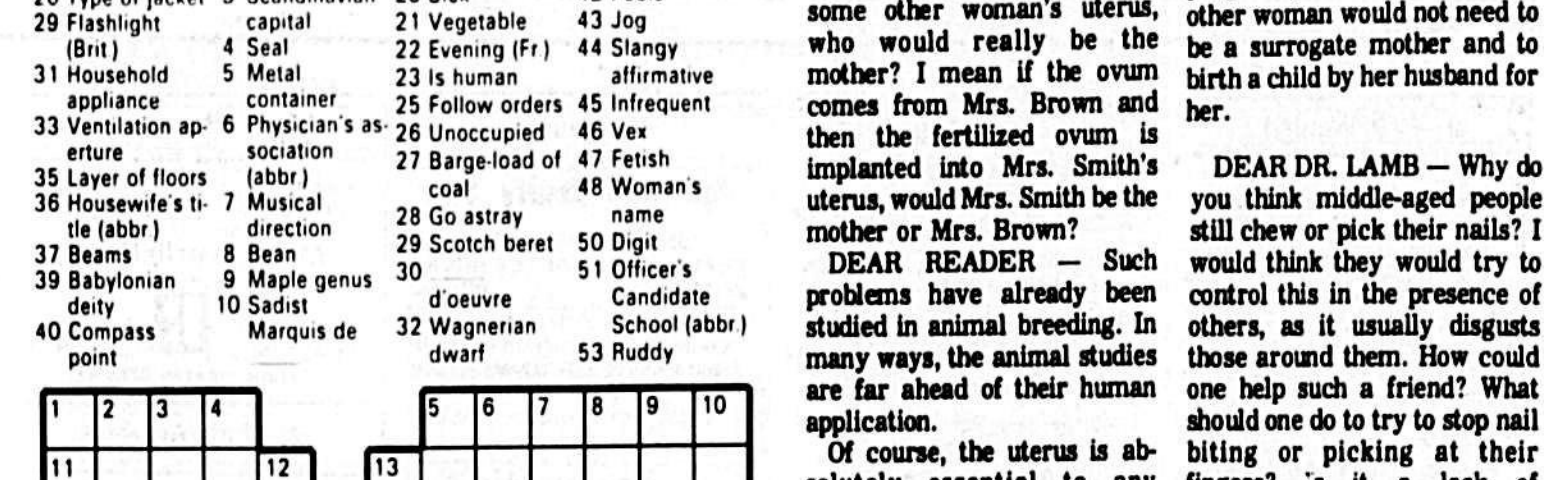 29 Flashlight
(Brit)
31 Household
appliance
33 Ventilation ap-
erture
35 Layer of floors
36 Housewife's ti-
tle (abbr.)
37 Beams
39 Babylonian
deity
40 Compass
point
capital
4 Seal
5 Metal
container
6 Physician's as-
sociation
(abbr.)
7 Musical
direction
8 Bean
9 Maple genus
10 Sadist
Marquis de
21 Vegetable
22 Evening (Fr.)
23 Is human
25 Follow orders
26 Unoccupied
27 Barge-load of
coal
28 Go astray
29 Scotch beret
30
d'oeuvre
32 Wagnerian
dwarf
43 Jog
44 Slangy
affirmative
45 Infrequent
46 Vex
47 Fetish
48 Woman's
name
50 Digit
51 Officer's
Candidate
School (abbr.)
53 Ruddy
1 2 3 4 5 6 7 8 9 10
11 12 13
some other woman's uterus,
who would really be the
mother? I mean if the ovum
comes from Mrs. Brown and
then the fertilized ovum is
implanted into Mrs. Smith's
uterus, would Mrs. Smith be the
mother or Mrs. Brown?
DEAR READER — Such
problems have already been
studied in animal breeding. In
many ways, the animal studies
are far ahead of their human
application.
Of course, the uterus is ab-
other woman would not need to
be a surrogate mother and to
birth a child by her husband for
her.
DEAR DR. LAMB — Why do
you think middle-aged people
still chew or pick their nails? I
would think they would try to
control this in the presence of
others, as it usually disgusts
those around them. How could
one help such a friend? What
should one do to try to stop nail
biting or picking at their